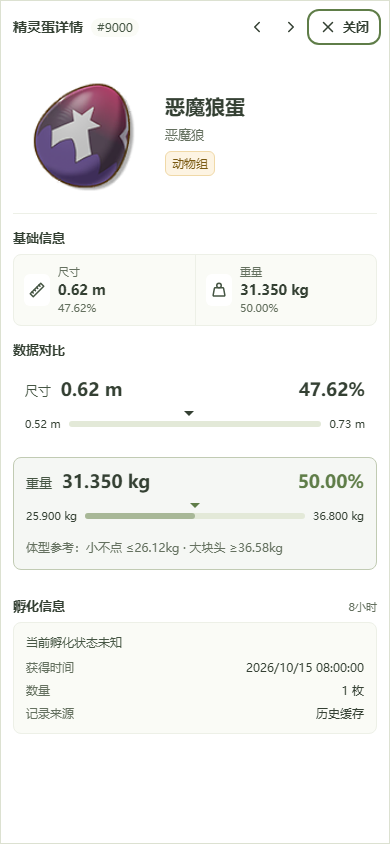 精灵蛋详情 #9000 关闭
恶魔狼蛋
恶魔狼
动物组
基础信息
尺寸 重量
0.62 m 31.350 kg
47.62% 50.00%
数据对比
尺寸 0.62 m 47.62%
0.52 m 0.73 m
重量 31.350 kg 50.00%
25.900 kg 36.800 kg
体型参考：小不点 ≤26.12kg · 大块头 ≥36.58kg
孵化信息 8小时
当前孵化状态未知
获得时间 2026/10/15 08:00:00
数量 1 枚
记录来源 历史缓存